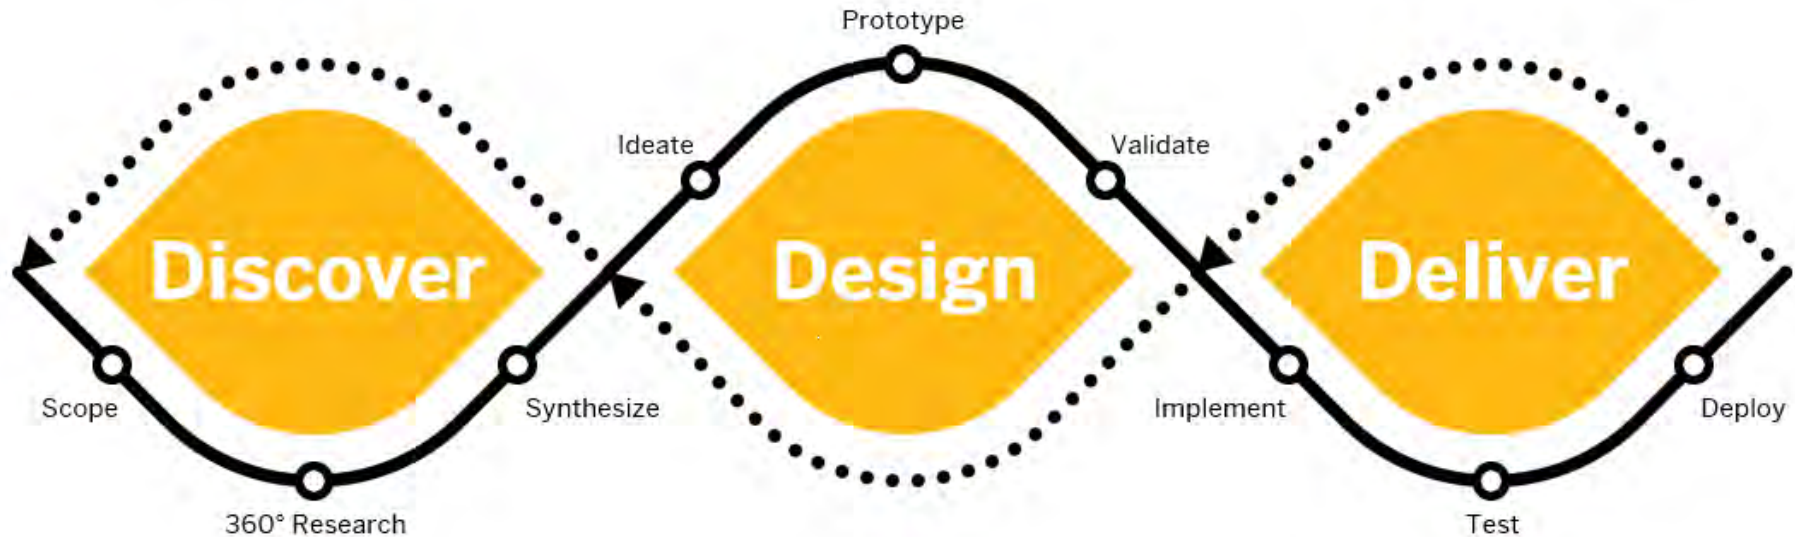 Prototype
Ideate
Validate
Discover
Design
Deliver
Scope
Synthesize
Implement
Deploy
360° Research
Test